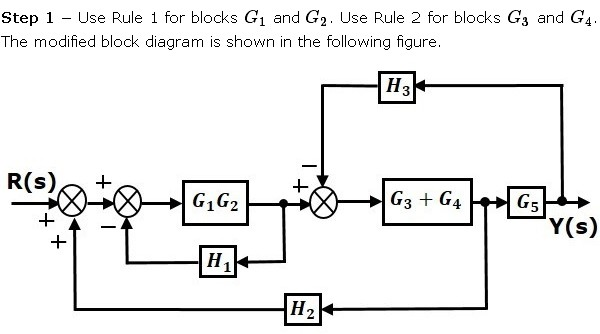 Step 1 – Use Rule 1 for blocks G₁ and G₂. Use Rule 2 for blocks G₃ and G₄.
The modified block diagram is shown in the following figure.
H₃
−
R(s)
+
+
G₁G₂
G₃ + G₄
G₅
+
−
Y(s)
+
H₁
H₂